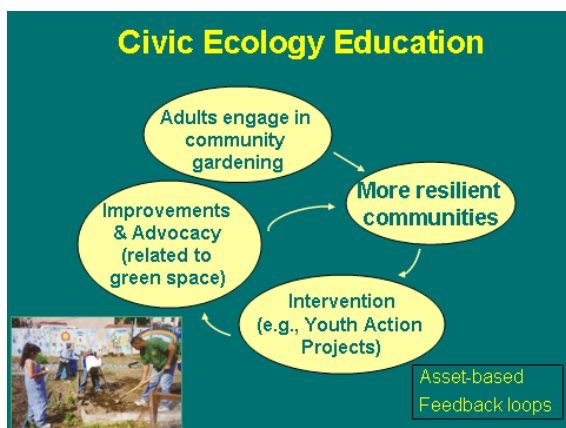 Civic Ecology Education
Adults engage in
community
gardening
More resilient
communities
Improvements
& Advocacy
(related to
green space)
Intervention
(e.g., Youth Action
Projects)
Asset-based
Feedback loops